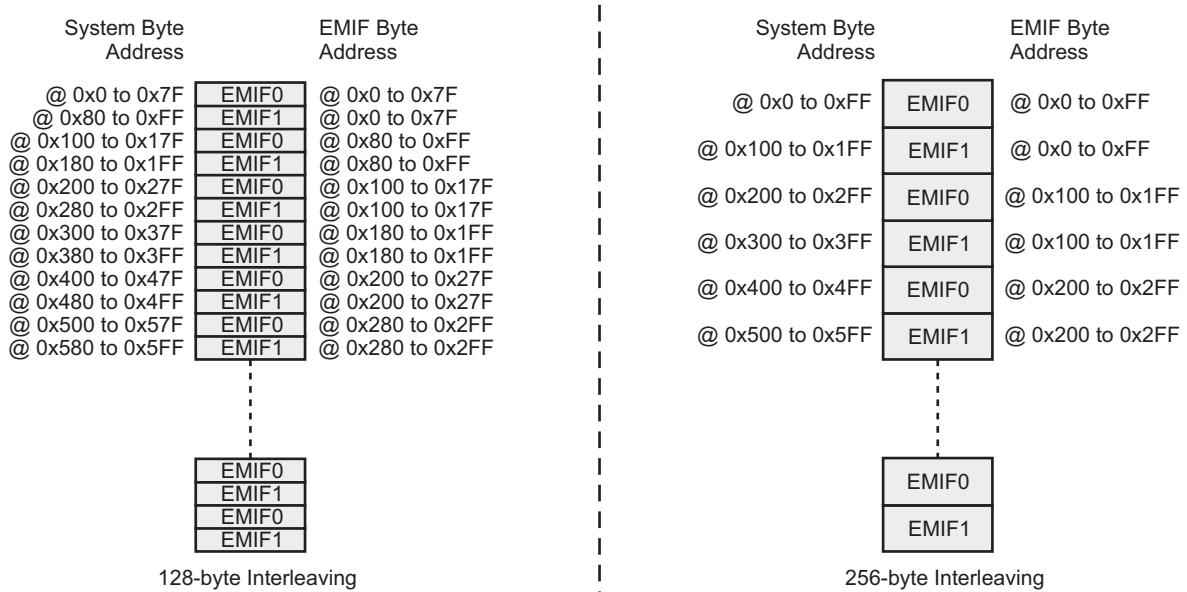 System Byte
Address
EMIF Byte
Address
@ 0x0 to 0x7F EMIF0 @ 0x0 to 0x7F
@ 0x80 to 0xFF EMIF1 @ 0x0 to 0x7F
@ 0x100 to 0x17F EMIF0 @ 0x80 to 0xFF
@ 0x180 to 0x1FF EMIF1 @ 0x80 to 0xFF
@ 0x200 to 0x27F EMIF0 @ 0x100 to 0x17F
@ 0x280 to 0x2FF EMIF1 @ 0x100 to 0x17F
@ 0x300 to 0x37F EMIF0 @ 0x180 to 0x1FF
@ 0x380 to 0x3FF EMIF1 @ 0x180 to 0x1FF
@ 0x400 to 0x47F EMIF0 @ 0x200 to 0x27F
@ 0x480 to 0x4FF EMIF1 @ 0x200 to 0x27F
@ 0x500 to 0x57F EMIF0 @ 0x280 to 0x2FF
@ 0x580 to 0x5FF EMIF1 @ 0x280 to 0x2FF
EMIF0
EMIF1
EMIF0
EMIF1
128-byte Interleaving
System Byte
Address
EMIF Byte
Address
@ 0x0 to 0xFF EMIF0 @ 0x0 to 0xFF
@ 0x100 to 0x1FF EMIF1 @ 0x0 to 0xFF
@ 0x200 to 0x2FF EMIF0 @ 0x100 to 0x1FF
@ 0x300 to 0x3FF EMIF1 @ 0x100 to 0x1FF
@ 0x400 to 0x4FF EMIF0 @ 0x200 to 0x2FF
@ 0x500 to 0x5FF EMIF1 @ 0x200 to 0x2FF
EMIF0
EMIF1
256-byte Interleaving